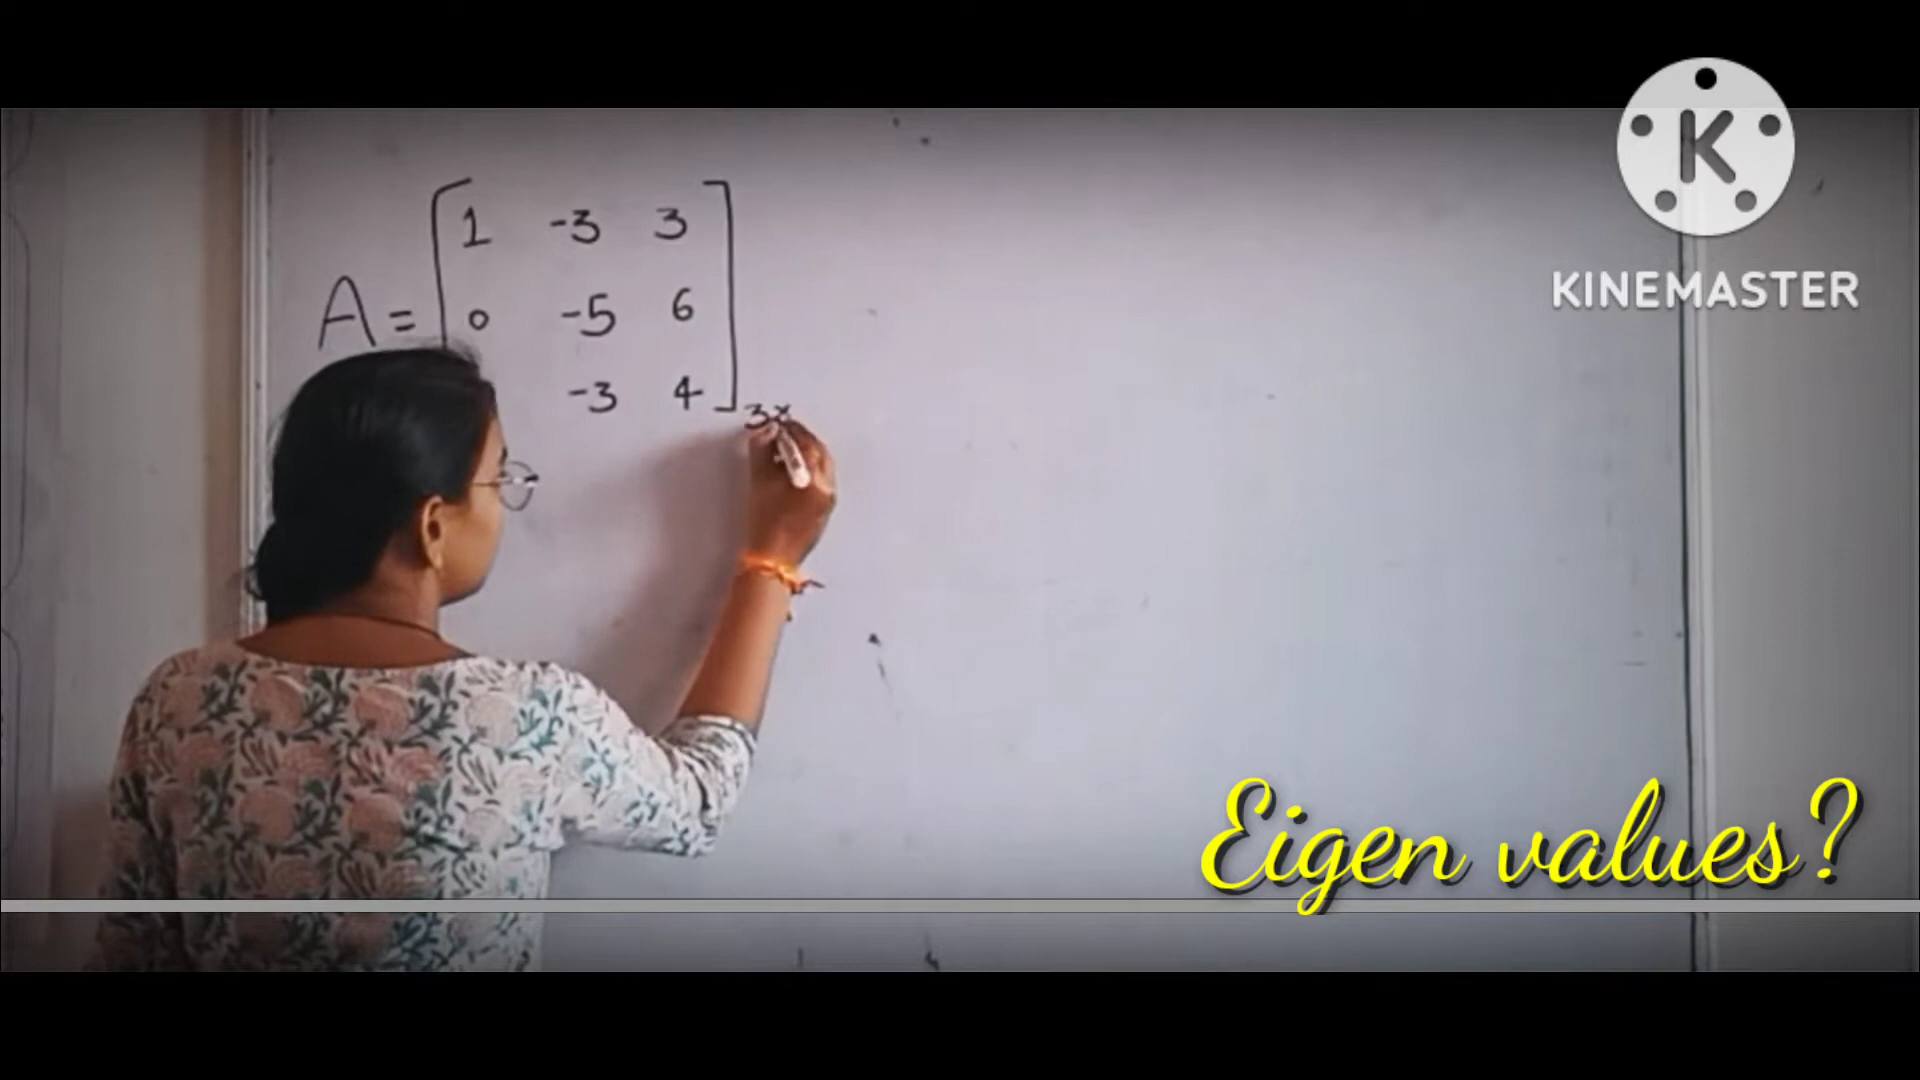 1 -3 3
A = 0 -5 6
-3 4
3x
K
KINEMASTER
Eigen values?